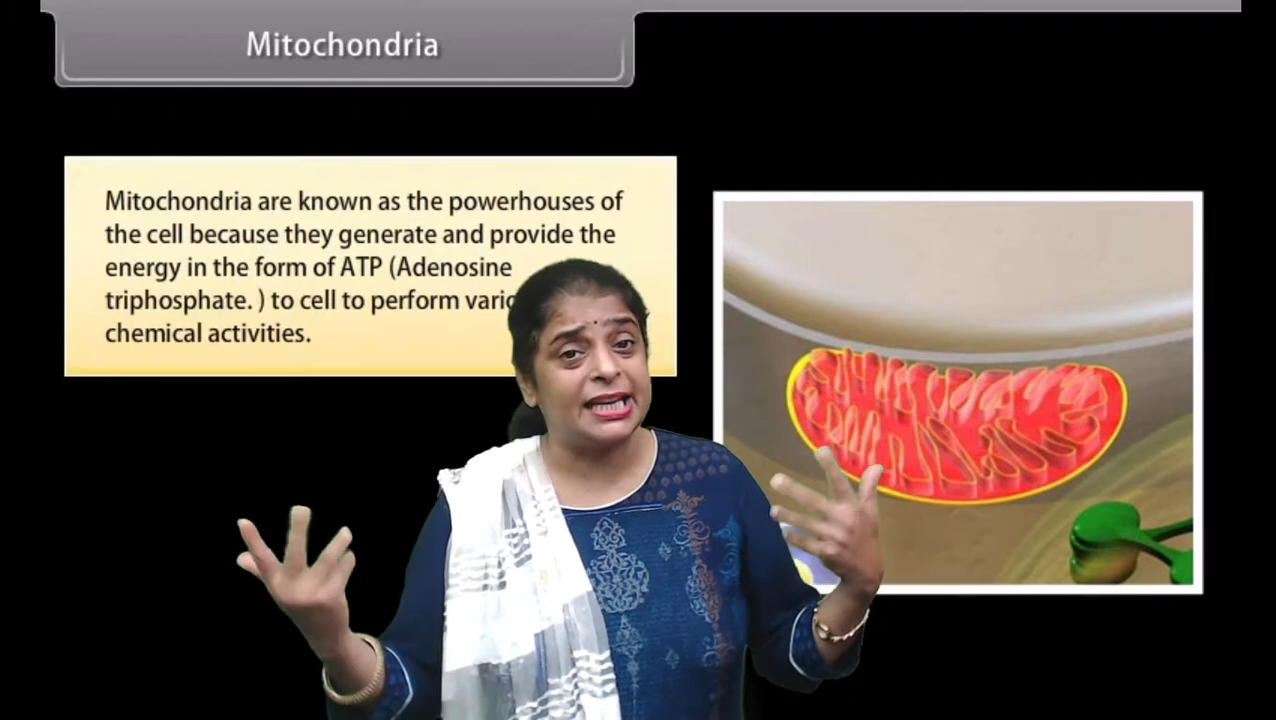 Mitochondria
Mitochondria are known as the powerhouses of
the cell because they generate and provide the
energy in the form of ATP (Adenosine
triphosphate. ) to cell to perform
chemical activities.